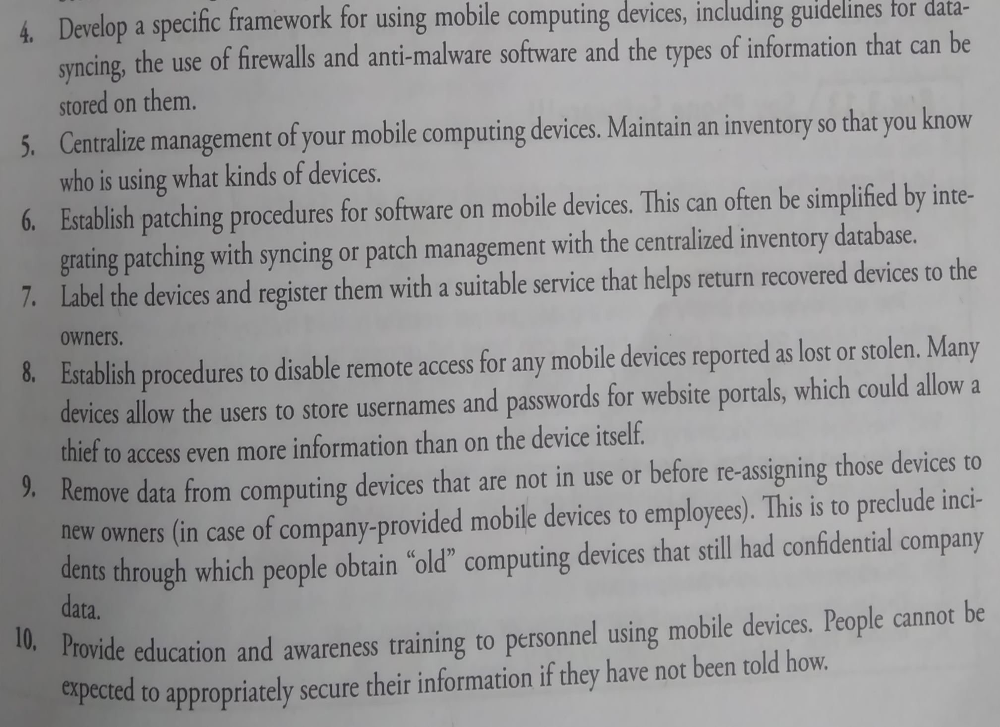 4. Develop a specific framework for using mobile computing devices, including guidelines for data-
syncing, the use of firewalls and anti-malware software and the types of information that can be
stored on them.
5. Centralize management of your mobile computing devices. Maintain an inventory so that you know
who is using what kinds of devices.
6. Establish patching procedures for software on mobile devices. This can often be simplified by inte-
grating patching with syncing or patch management with the centralized inventory database.
7. Label the devices and register them with a suitable service that helps return recovered devices to the
owners.
8. Establish procedures to disable remote access for any mobile devices reported as lost or stolen. Many
devices allow the users to store usernames and passwords for website portals, which could allow a
thief to access even more information than on the device itself.
9. Remove data from computing devices that are not in use or before re-assigning those devices to
new owners (in case of company-provided mobile devices to employees). This is to preclude inci-
dents through which people obtain “old” computing devices that still had confidential company
data.
10. Provide education and awareness training to personnel using mobile devices. People cannot be
expected to appropriately secure their information if they have not been told how.